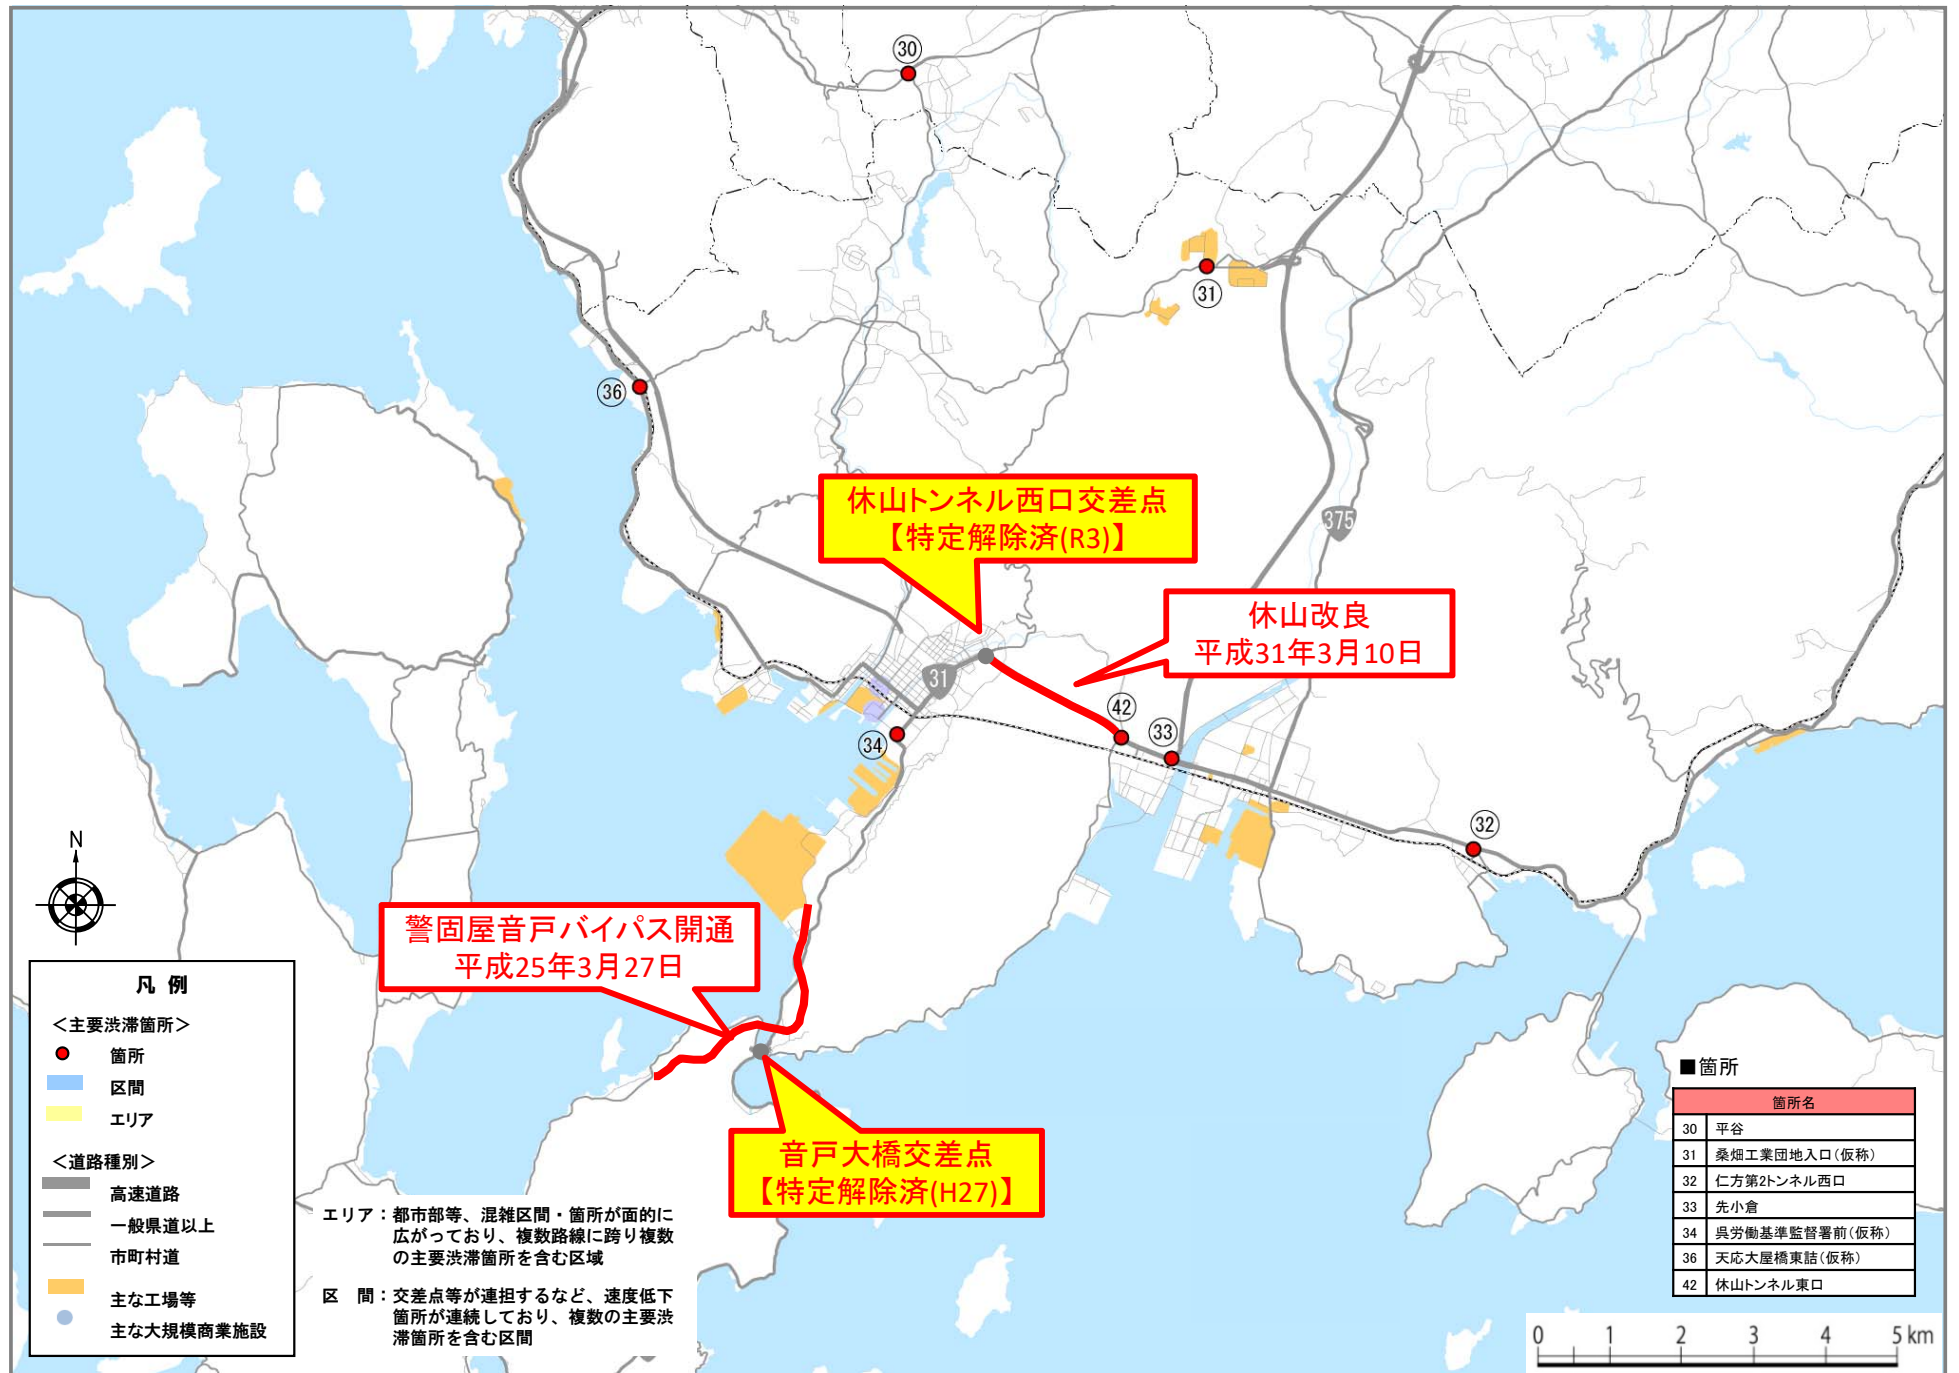 30
31
36
休山トンネル西口交差点
【特定解除済(R3)】
375
休山改良
平成31年3月10日
31
42
33
34
32
N
警固屋音戸バイパス開通
平成25年3月27日
音戸大橋交差点
【特定解除済(H27)】
凡 例
＜主要渋滞箇所＞
箇所
区間
エリア
＜道路種別＞
高速道路
一般県道以上
市町村道
主な工場等
主な大規模商業施設
エリア：都市部等、混雑区間・箇所が面的に
広がっており、複数路線に跨り複数
の主要渋滞箇所を含む区域
区　間：交差点等が連担するなど、速度低下
箇所が連続しており、複数の主要渋
滞箇所を含む区間
■箇所
箇所名
30 平谷
31 桑畑工業団地入口(仮称)
32 仁方第2トンネル西口
33 先小倉
34 呉労働基準監督署前(仮称)
36 天応大屋橋東詰(仮称)
42 休山トンネル東口
0 1 2 3 4 5 km